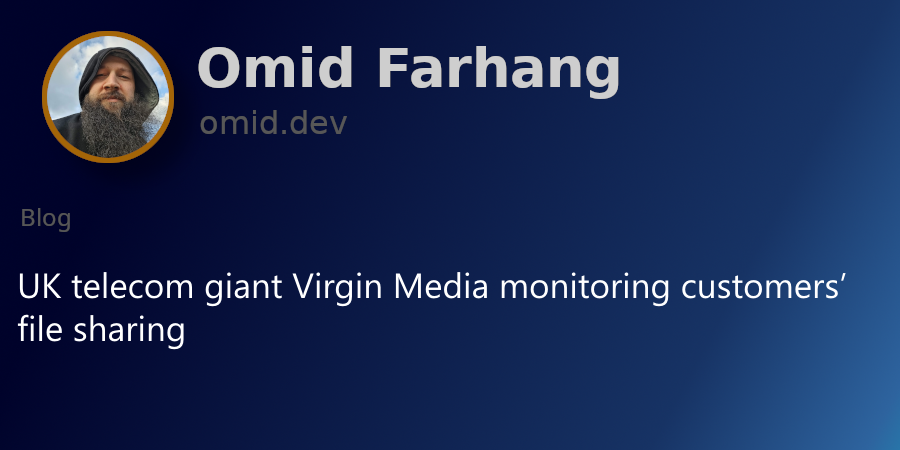 Omid Farhang
omid.dev
Blog
UK telecom giant Virgin Media monitoring customers’
file sharing